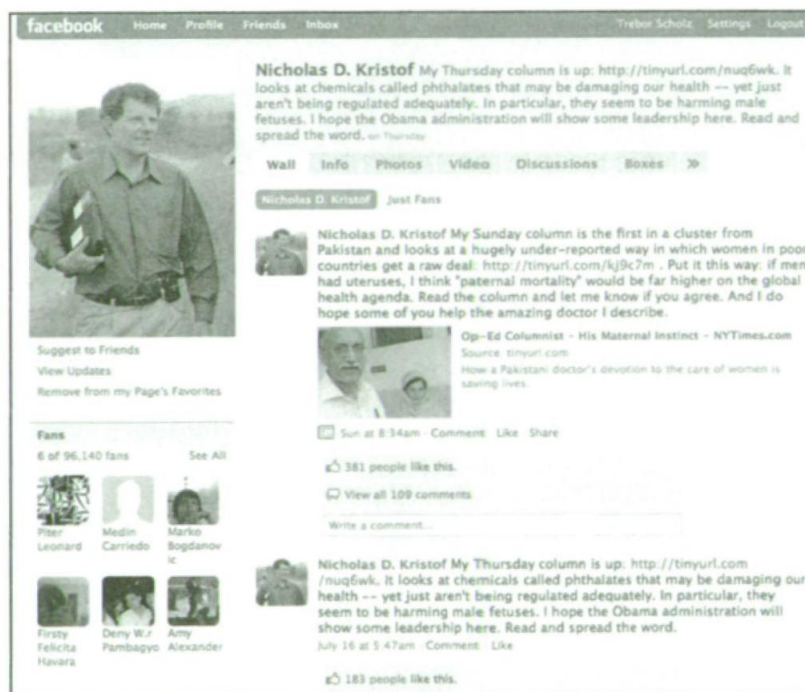 facebook Home Profile Friends Inbox Trebor Scholz Settings Logout
Nicholas D. Kristof My Thursday column is up: http://tinyurl.com/nuq6wk. It
looks at chemicals called phthalates that may be damaging our health -- yet just
aren't being regulated adequately. In particular, they seem to be harming male
fetuses. I hope the Obama administration will show some leadership here. Read and
spread the word. on Thursday
Wall Info Photos Video Discussions Boxes »
Nicholas D. Kristof Just Fans
Nicholas D. Kristof My Sunday column is the first in a cluster from
Pakistan and looks at a hugely under-reported way in which women in poor
countries get a raw deal: http://tinyurl.com/kj9c7m . Put it this way: if men
had uteruses, I think "paternal mortality" would be far higher on the global
health agenda. Read the column and let me know if you agree. And I do
hope some of you help the amazing doctor I describe.
Op-Ed Columnist - His Maternal Instinct - NYTimes.com
Source: tinyurl.com
How a Pakistani doctor's devotion to the care of women is
saving lives.
Sun at 8:34am · Comment · Like · Share
381 people like this.
View all 109 comments
Write a comment...
Nicholas D. Kristof My Thursday column is up: http://tinyurl.com
/nuq6wk. It looks at chemicals called phthalates that may be damaging our
health -- yet just aren't being regulated adequately. In particular, they
seem to be harming male fetuses. I hope the Obama administration will
show some leadership here. Read and spread the word.
July 16 at 5:47am · Comment · Like
183 people like this.
Suggest to Friends
View Updates
Remove from my Page's Favorites
Fans
6 of 96,140 fans See All
Piter
Leonard
Medin
Carriedo
Marko
Bogdanov
ic
Firsty
Felicita
Havara
Deny W.r
Pambagyo
Amy
Alexander